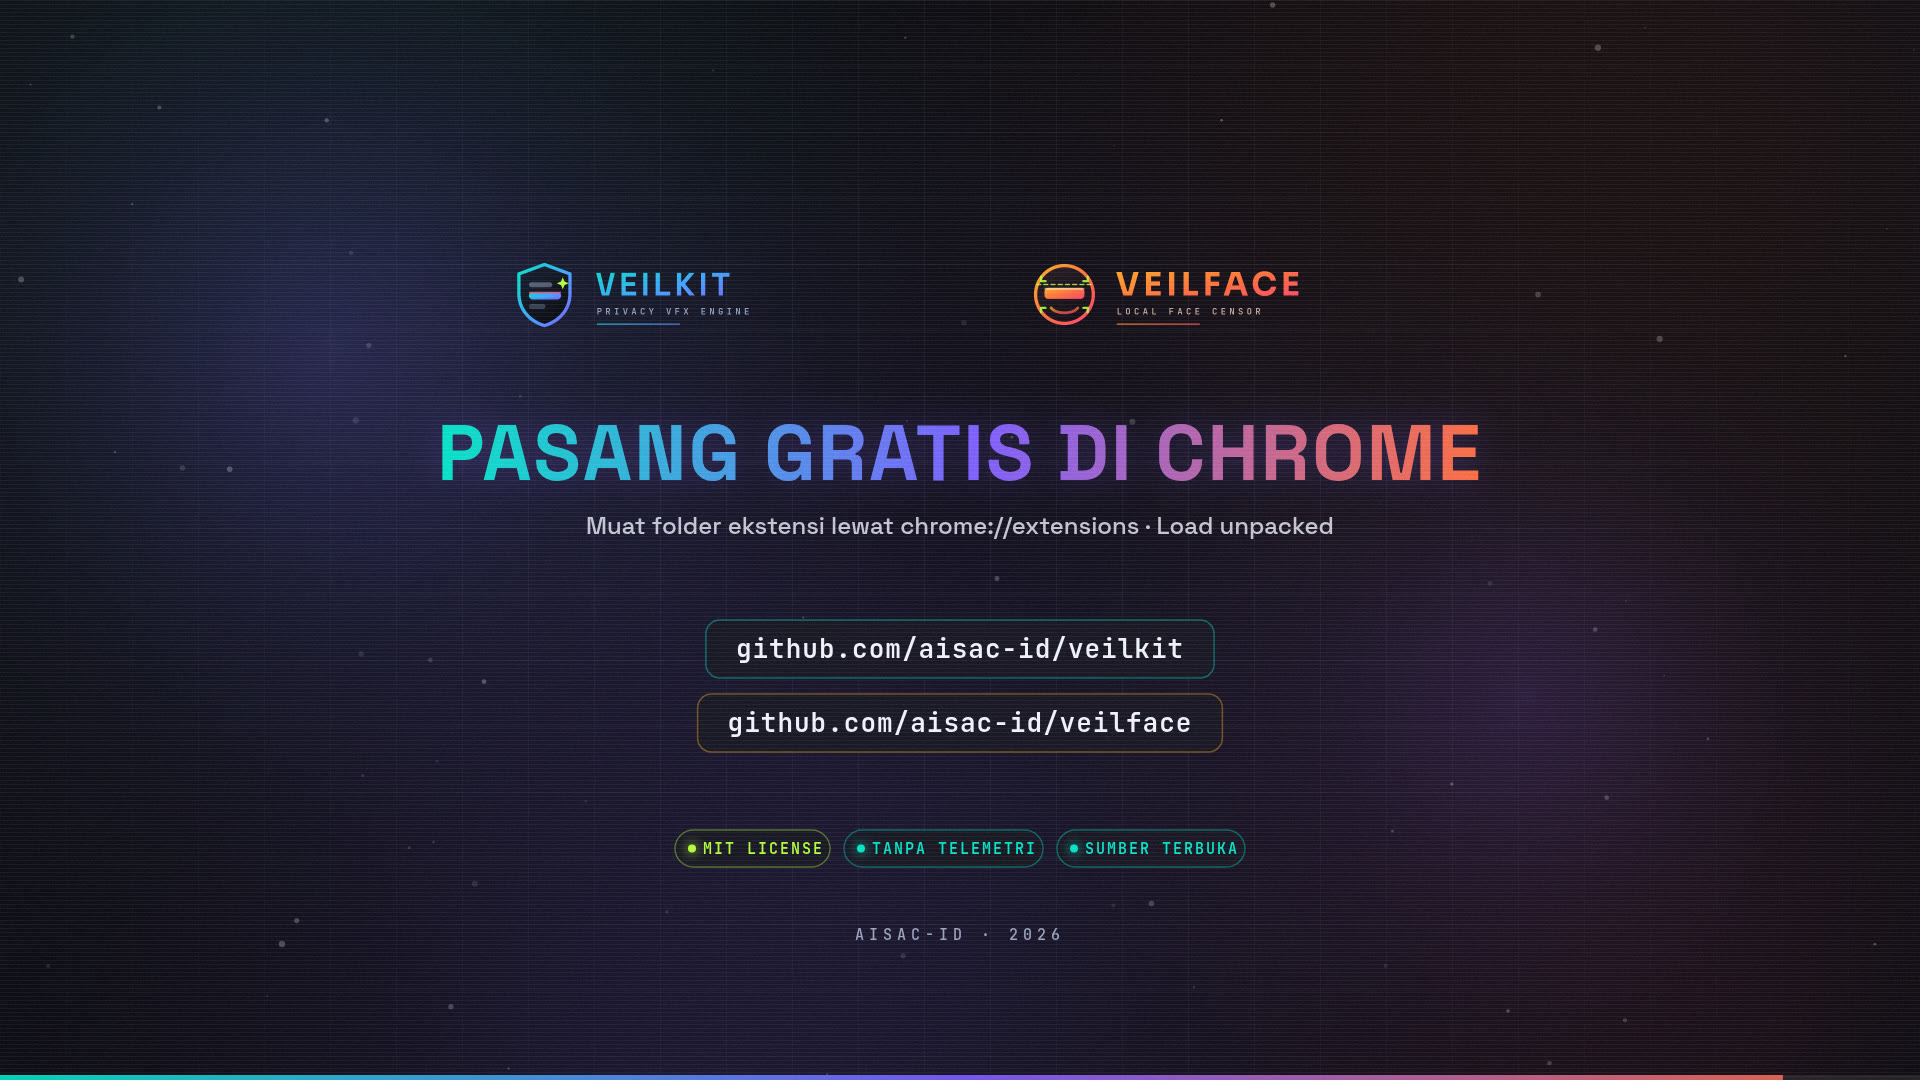 VEILKIT
PRIVACY VFX ENGINE
VEILFACE
LOCAL FACE CENSOR
PASANG GRATIS DI CHROME
Muat folder ekstensi lewat chrome://extensions · Load unpacked
github.com/aisac-id/veilkit
github.com/aisac-id/veilface
MIT LICENSE
TANPA TELEMETRI
SUMBER TERBUKA
AISAC-ID · 2026